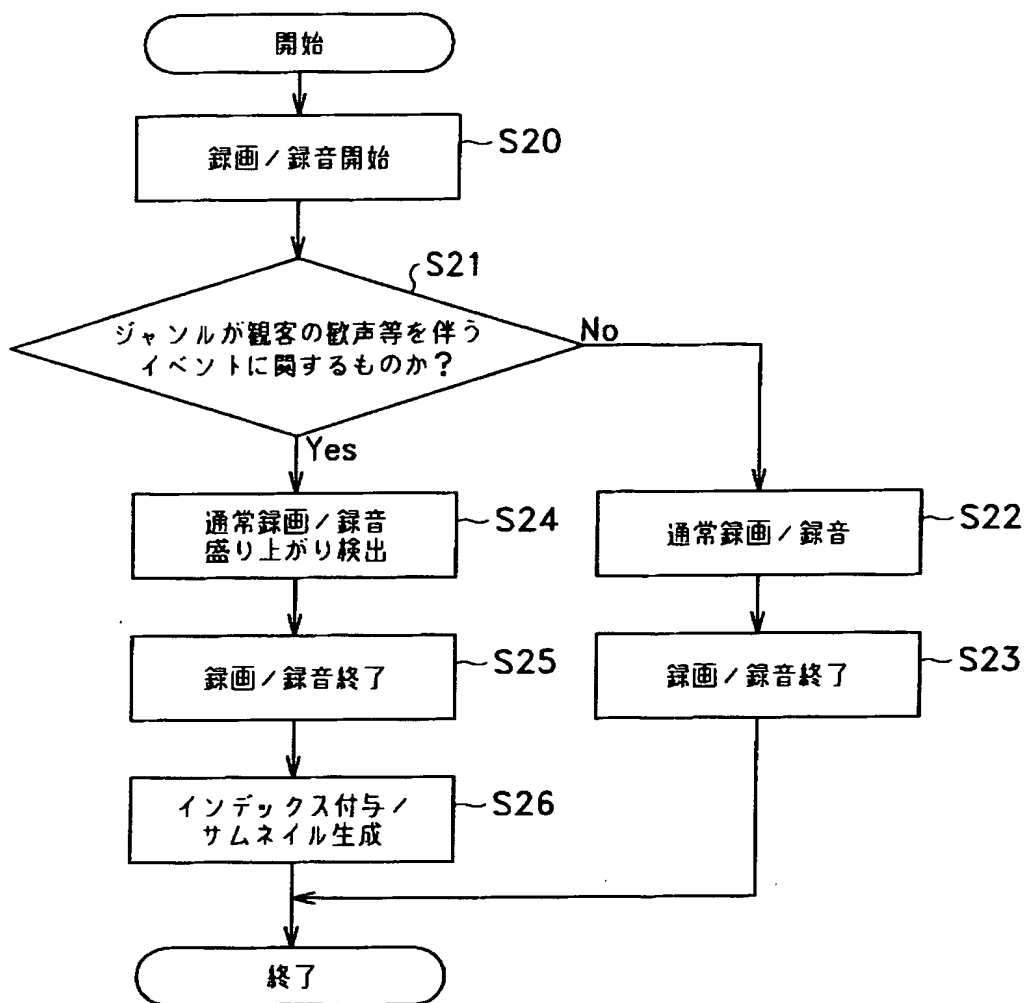 開始
録画/録音開始
S20
S21
ジャンルが観客の歓声等を伴う
イベントに関するものか?
No
Yes
通常録画/録音
盛り上がり検出
S24
通常録画/録音
S22
録画/録音終了
S25
録画/録音終了
S23
インデックス付与/
サムネイル生成
S26
終了